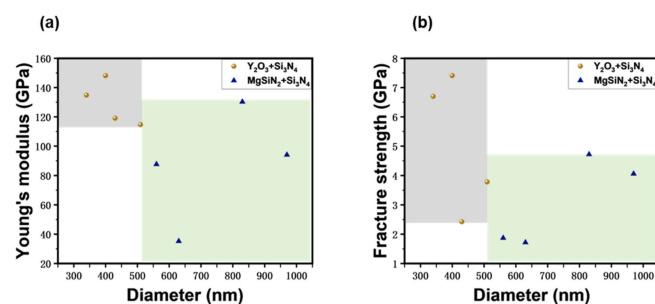 (a)
(b)
Y₂O₃+Si₃N₄
MgSiN₂+Si₃N₄
Young's modulus (GPa)
160
140
120
100
80
60
40
20
300 400 500 600 700 800 900 1000
Diameter (nm)
Y₂O₃+Si₃N₄
MgSiN₂+Si₃N₄
Fracture strength (GPa)
8
7
6
5
4
3
2
1
300 400 500 600 700 800 900 1000
Diameter (nm)